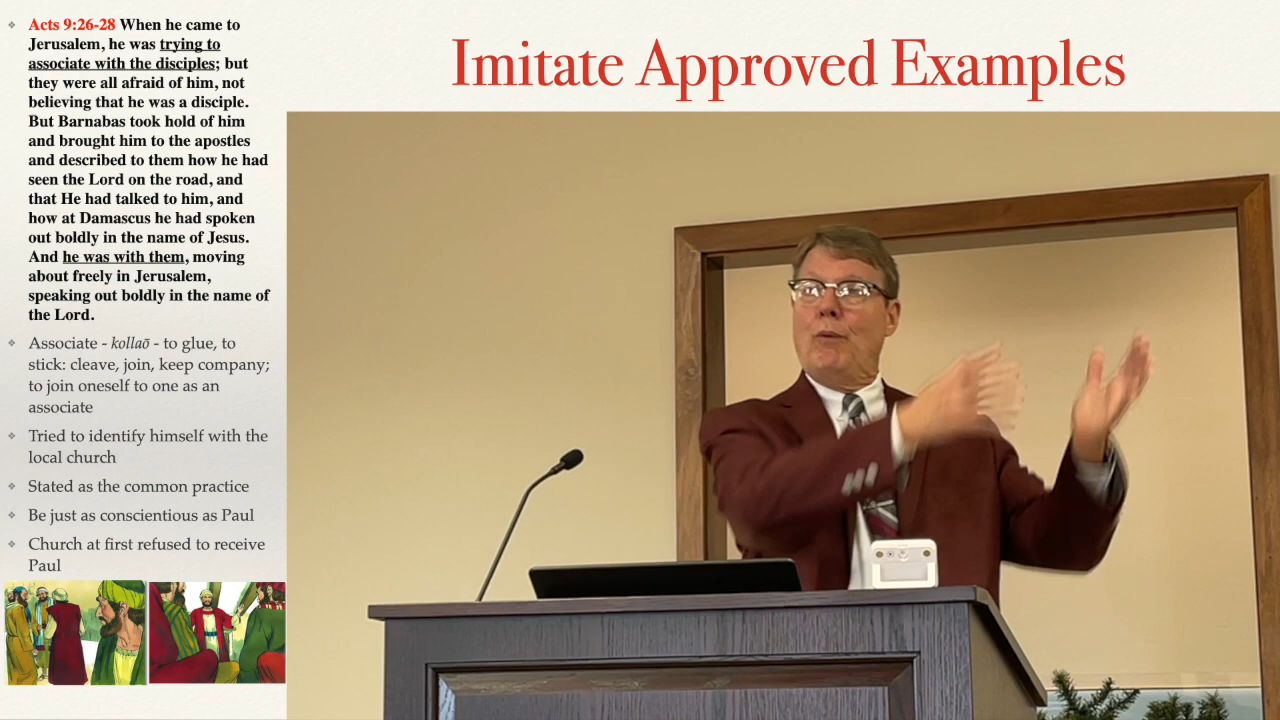 Imitate Approved Examples
Acts 9:26-28 When he came to
Jerusalem, he was trying to
associate with the disciples; but
they were all afraid of him, not
believing that he was a disciple.
But Barnabas took hold of him
and brought him to the apostles
and described to them how he had
seen the Lord on the road, and
that He had talked to him, and
how at Damascus he had spoken
out boldly in the name of Jesus.
And he was with them, moving
about freely in Jerusalem,
speaking out boldly in the name of
the Lord.
Associate - kollaō - to glue, to
stick: cleave, join, keep company;
to join oneself to one as an
associate
Tried to identify himself with the
local church
Stated as the common practice
Be just as conscientious as Paul
Church at first refused to receive
Paul